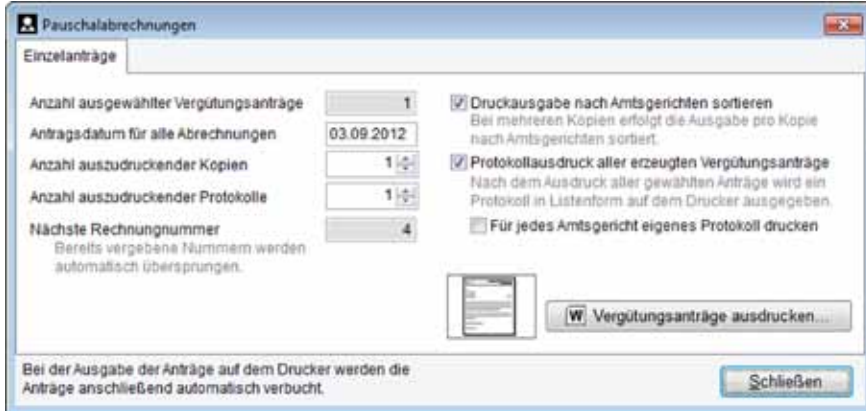 Pauschalabrechnungen
Einzelanträge
Anzahl ausgewählter Vergütungsanträge 1
Antragsdatum für alle Abrechnungen 03.09.2012
Anzahl auszudruckender Kopien 1
Anzahl auszudruckender Protokolle 1
Nächste Rechnungnummer 4
Bereits vergebene Nummern werden
automatisch übersprungen.
Druckausgabe nach Amtsgerichten sortieren
Bei mehreren Kopien erfolgt die Ausgabe pro Kopie
nach Amtsgerichten sortiert.
Protokollausdruck aller erzeugten Vergütungsanträge
Nach dem Ausdruck aller gewählten Anträge wird ein
Protokoll in Listenform auf dem Drucker ausgegeben.
Für jedes Amtsgericht eigenes Protokoll drucken
W Vergütungsanträge ausdrucken...
Bei der Ausgabe der Anträge auf dem Drucker werden die
Anträge anschließend automatisch verbucht.
Schließen